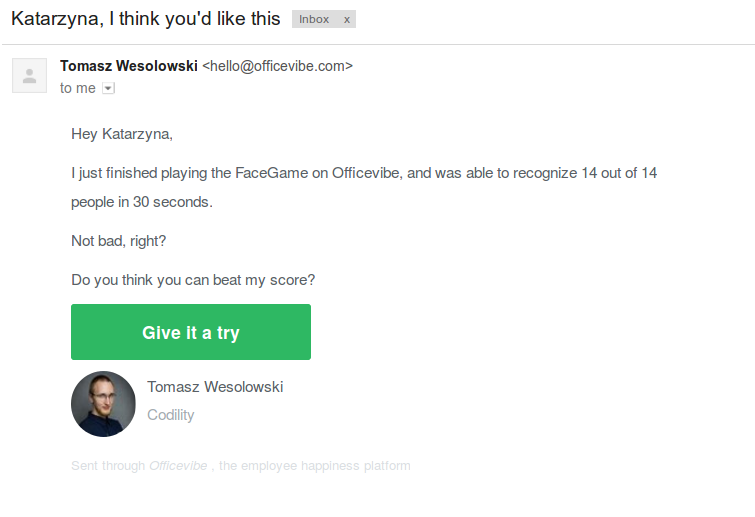 Katarzyna, I think you'd like this Inbox x
Tomasz Wesolowski <hello@officevibe.com>
to me
Hey Katarzyna,
I just finished playing the FaceGame on Officevibe, and was able to recognize 14 out of 14
people in 30 seconds.
Not bad, right?
Do you think you can beat my score?
Give it a try
Tomasz Wesolowski
Codility
Sent through Officevibe , the employee happiness platform